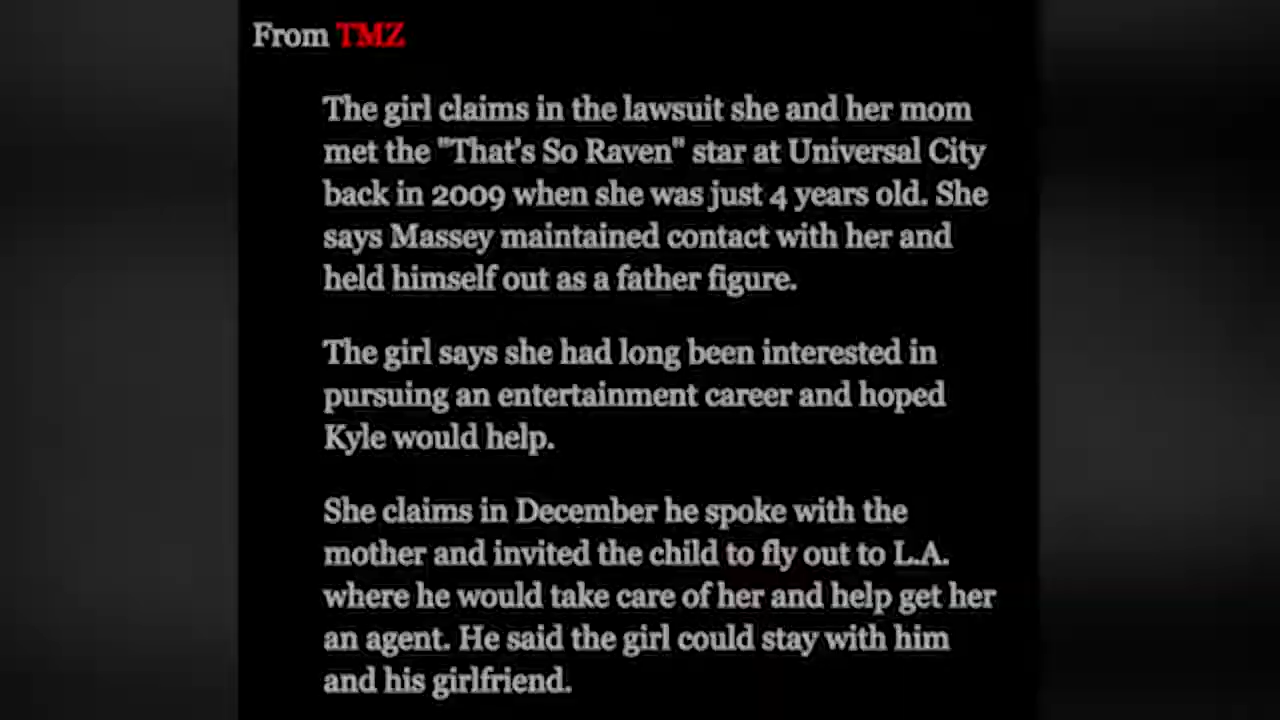 From TMZ
The girl claims in the lawsuit she and her mom
met the "That's So Raven" star at Universal City
back in 2009 when she was just 4 years old. She
says Massey maintained contact with her and
held himself out as a father figure.
The girl says she had long been interested in
pursuing an entertainment career and hoped
Kyle would help.
She claims in December he spoke with the
mother and invited the child to fly out to L.A.
where he would take care of her and help get her
an agent. He said the girl could stay with him
and his girlfriend.